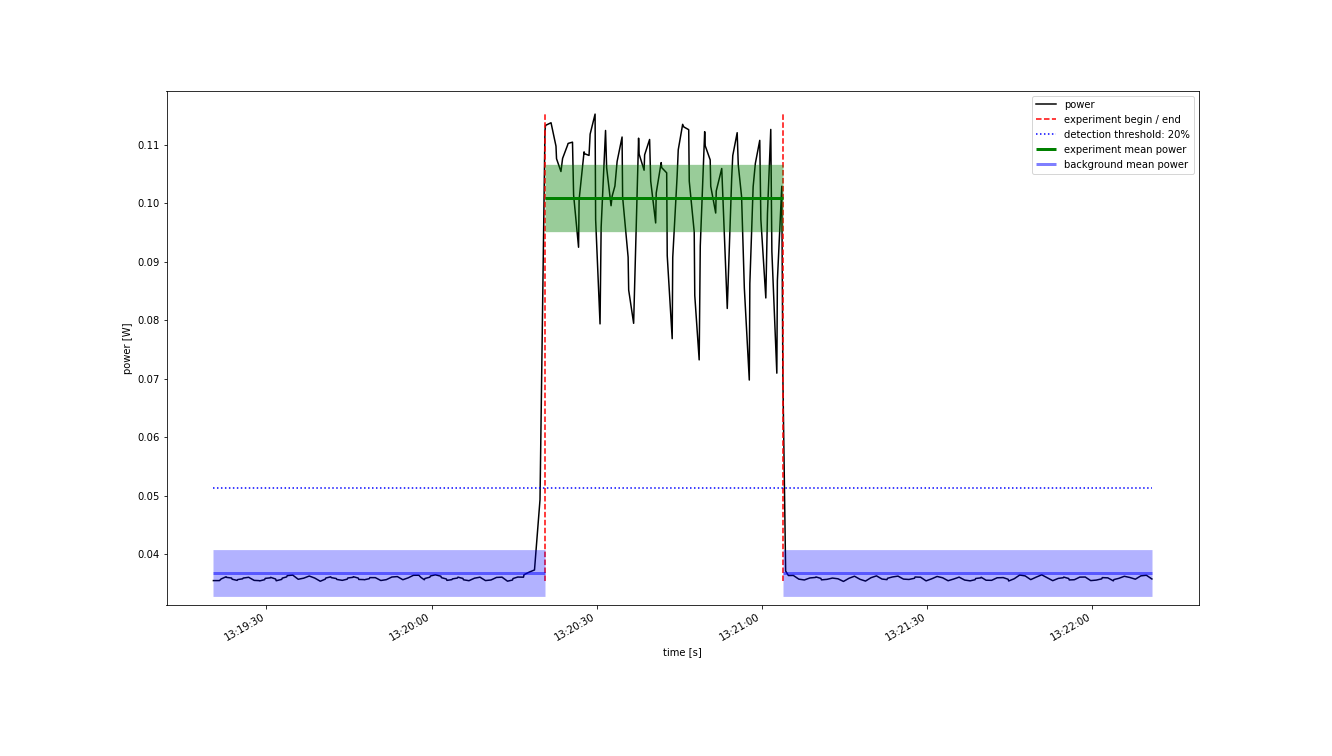 power
experiment begin / end
detection threshold: 20%
experiment mean power
background mean power
0.11
0.10
0.09
0.08
0.07
0.06
0.05
0.04
power [W]
13:19:30
13:20:00
13:20:30
13:21:00
13:21:30
13:22:00
time [s]